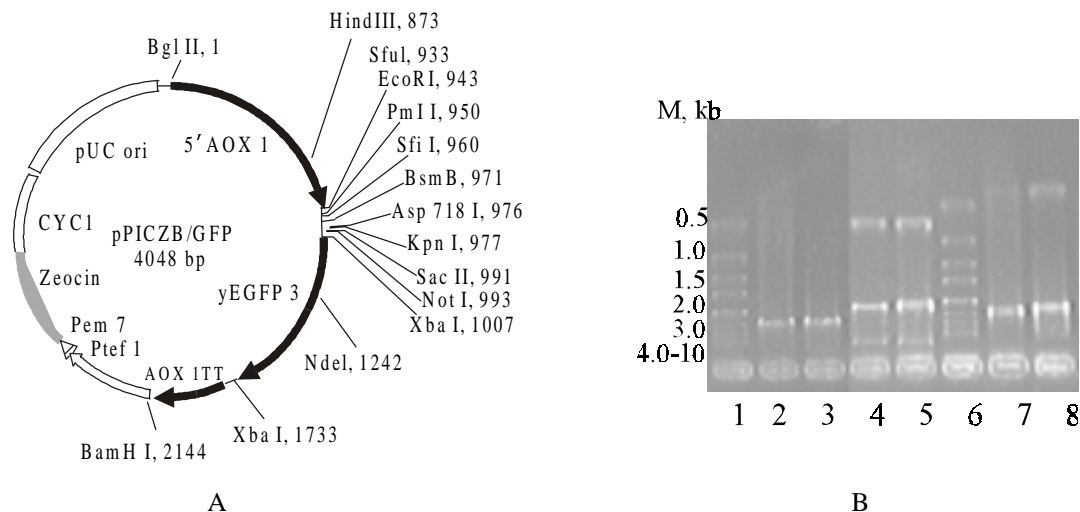 HindIII, 873
Bgl II, 1
SfuI, 933
EcoRI, 943
PmI I, 950
Sfi I, 960
BsmB, 971
Asp 718 I, 976
Kpn I, 977
Sac II, 991
Not I, 993
Xba I, 1007
5′ AOX 1
pUC ori
CYC1
pPICZB/GFP
4048 bp
Zeocin
yEGFP 3
Pem 7
Ptef 1
NdeI, 1242
AOX 1TT
Xba I, 1733
BamH I, 2144
A
M, kb
0.5
1.0
1.5
2.0
3.0
4.0-10
1 2 3 4 5 6 7 8
B